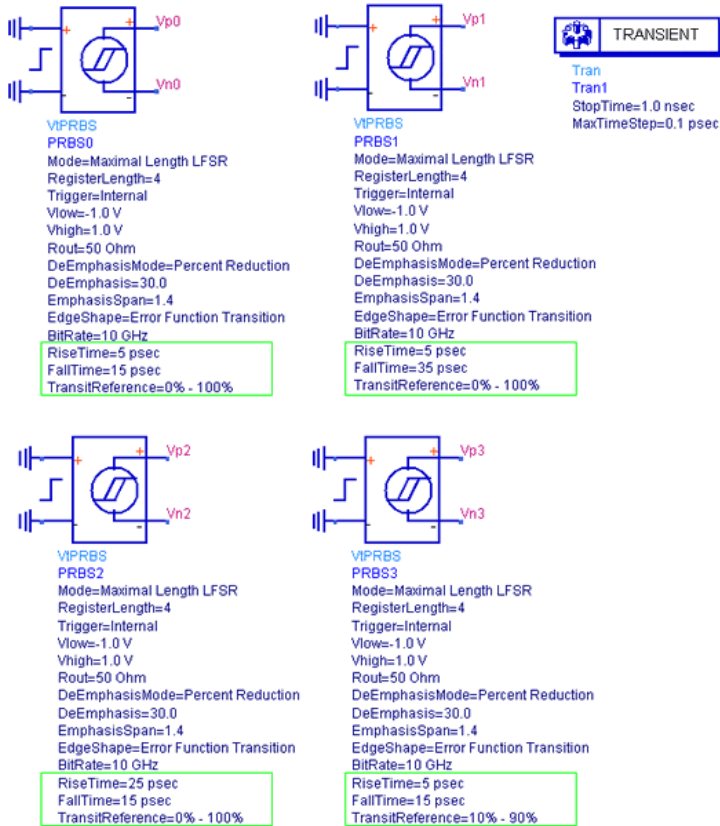 Vp0
Vn0
VtPRBS
PRBS0
Mode=Maximal Length LFSR
RegisterLength=4
Trigger=Internal
Vlow=-1.0 V
Vhigh=1.0 V
Rout=50 Ohm
DeEmphasisMode=Percent Reduction
DeEmphasis=30.0
EmphasisSpan=1.4
EdgeShape=Error Function Transition
BitRate=10 GHz
RiseTime=5 psec
FallTime=15 psec
TransitReference=0% - 100%
Vp1
Vn1
VtPRBS
PRBS1
Mode=Maximal Length LFSR
RegisterLength=4
Trigger=Internal
Vlow=-1.0 V
Vhigh=1.0 V
Rout=50 Ohm
DeEmphasisMode=Percent Reduction
DeEmphasis=30.0
EmphasisSpan=1.4
EdgeShape=Error Function Transition
BitRate=10 GHz
RiseTime=5 psec
FallTime=35 psec
TransitReference=0% - 100%
TRANSIENT
Tran
Tran1
StopTime=1.0 nsec
MaxTimeStep=0.1 psec
Vp2
Vn2
VtPRBS
PRBS2
Mode=Maximal Length LFSR
RegisterLength=4
Trigger=Internal
Vlow=-1.0 V
Vhigh=1.0 V
Rout=50 Ohm
DeEmphasisMode=Percent Reduction
DeEmphasis=30.0
EmphasisSpan=1.4
EdgeShape=Error Function Transition
BitRate=10 GHz
RiseTime=25 psec
FallTime=15 psec
TransitReference=0% - 100%
Vp3
Vn3
VtPRBS
PRBS3
Mode=Maximal Length LFSR
RegisterLength=4
Trigger=Internal
Vlow=-1.0 V
Vhigh=1.0 V
Rout=50 Ohm
DeEmphasisMode=Percent Reduction
DeEmphasis=30.0
EmphasisSpan=1.4
EdgeShape=Error Function Transition
BitRate=10 GHz
RiseTime=5 psec
FallTime=15 psec
TransitReference=10% - 90%